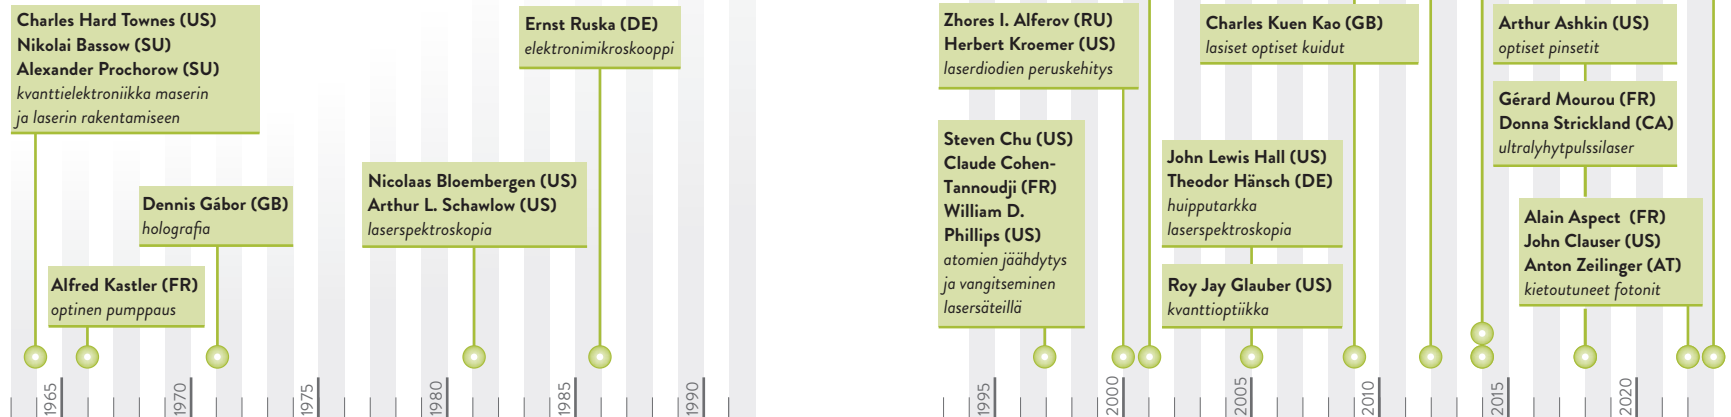 Charles Hard Townes (US)
Nikolai Bassow (SU)
Alexander Prochorow (SU)
kvanttielektroniikka maserin
ja laserin rakentamiseen
Alfred Kastler (FR)
optinen pumppaus
Dennis Gábor (GB)
holografia
Nicolaas Bloembergen (US)
Arthur L. Schawlow (US)
laserspektroskopia
Ernst Ruska (DE)
elektronimikroskooppi
Zhores I. Alferov (RU)
Herbert Kroemer (US)
laserdiodien peruskehitys
Steven Chu (US)
Claude Cohen-
Tannoudji (FR)
William D.
Phillips (US)
atomien jäähdytys
ja vangitseminen
lasersäteillä
Charles Kuen Kao (GB)
lasiset optiset kuidut
John Lewis Hall (US)
Theodor Hänsch (DE)
huipputarkka
laserspektroskopia
Roy Jay Glauber (US)
kvanttioptiikka
Arthur Ashkin (US)
optiset pinsetit
Gérard Mourou (FR)
Donna Strickland (CA)
ultralyhytpulssilaser
Alain Aspect (FR)
John Clauser (US)
Anton Zeilinger (AT)
kietoutuneet fotonit
1965
1970
1975
1980
1985
1990
1995
2000
2005
2010
2015
2020